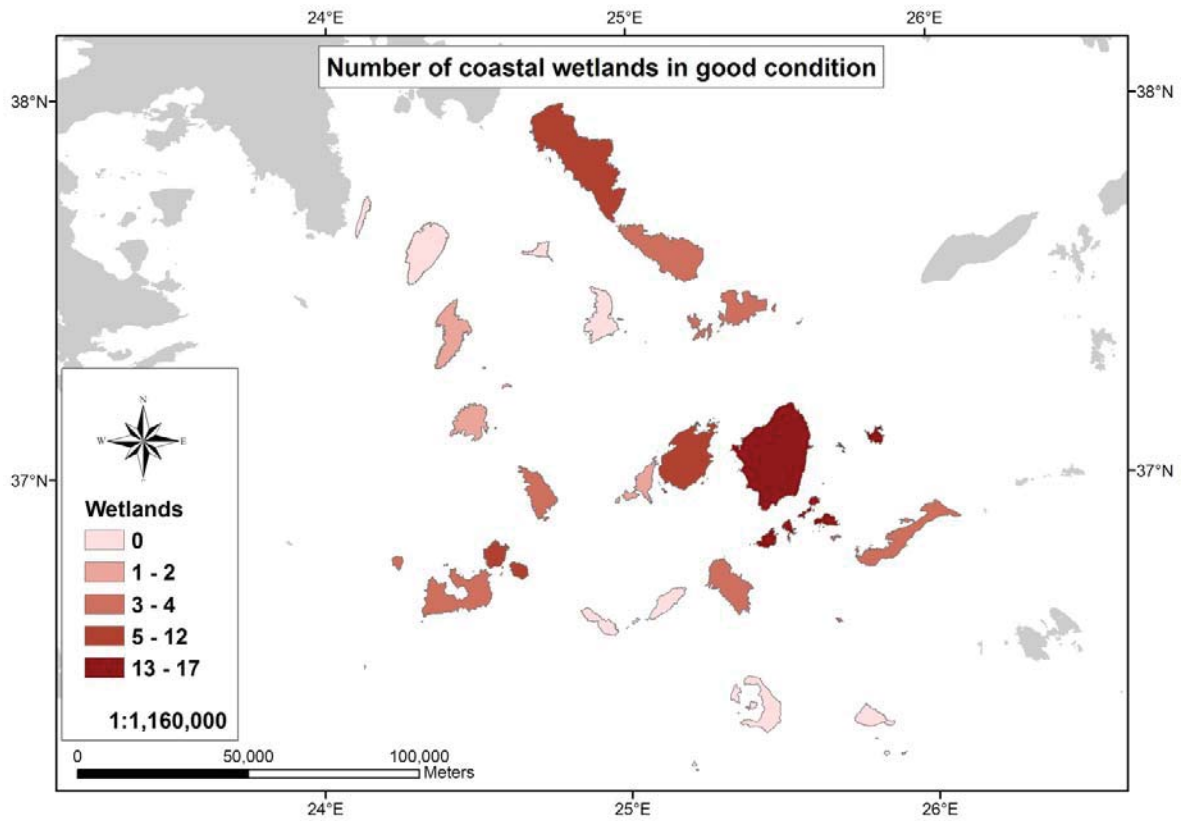 24°E 25°E 26°E
Number of coastal wetlands in good condition
38°N 38°N
37°N 37°N
N
W E
Wetlands
0
1 - 2
3 - 4
5 - 12
13 - 17
1:1,160,000
0 50,000 100,000
Meters
24°E 25°E 26°E